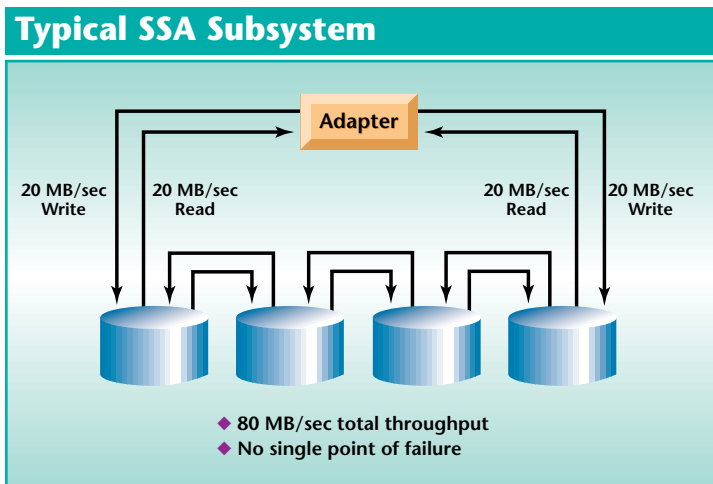 Typical SSA Subsystem
Adapter
20 MB/sec
Write
20 MB/sec
Read
20 MB/sec
Read
20 MB/sec
Write
◆ 80 MB/sec total throughput
◆ No single point of failure